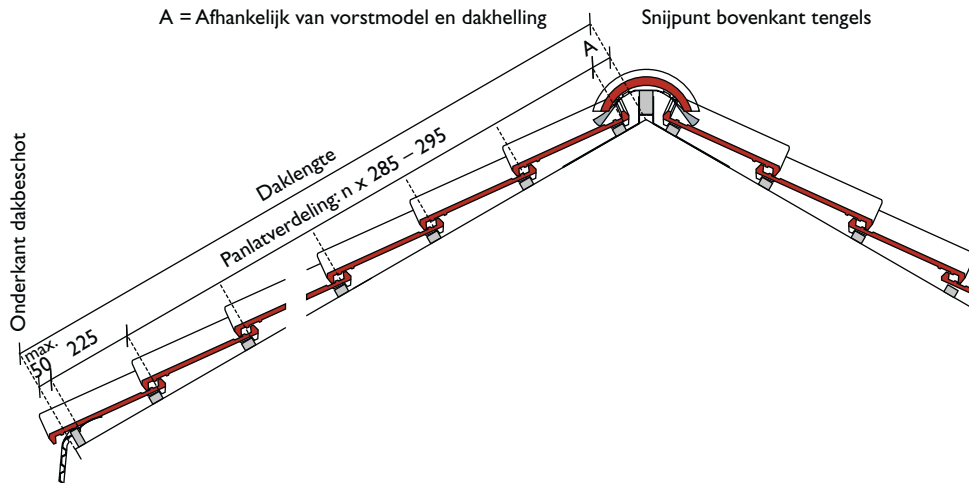 A = Afhankelijk van vorstmodel en dakhelling
Snijpunt bovenkant tengels
A
Daklengte
Panlatverdeling: n x 285 – 295
Onderkant dakbeschot
max.
50
225